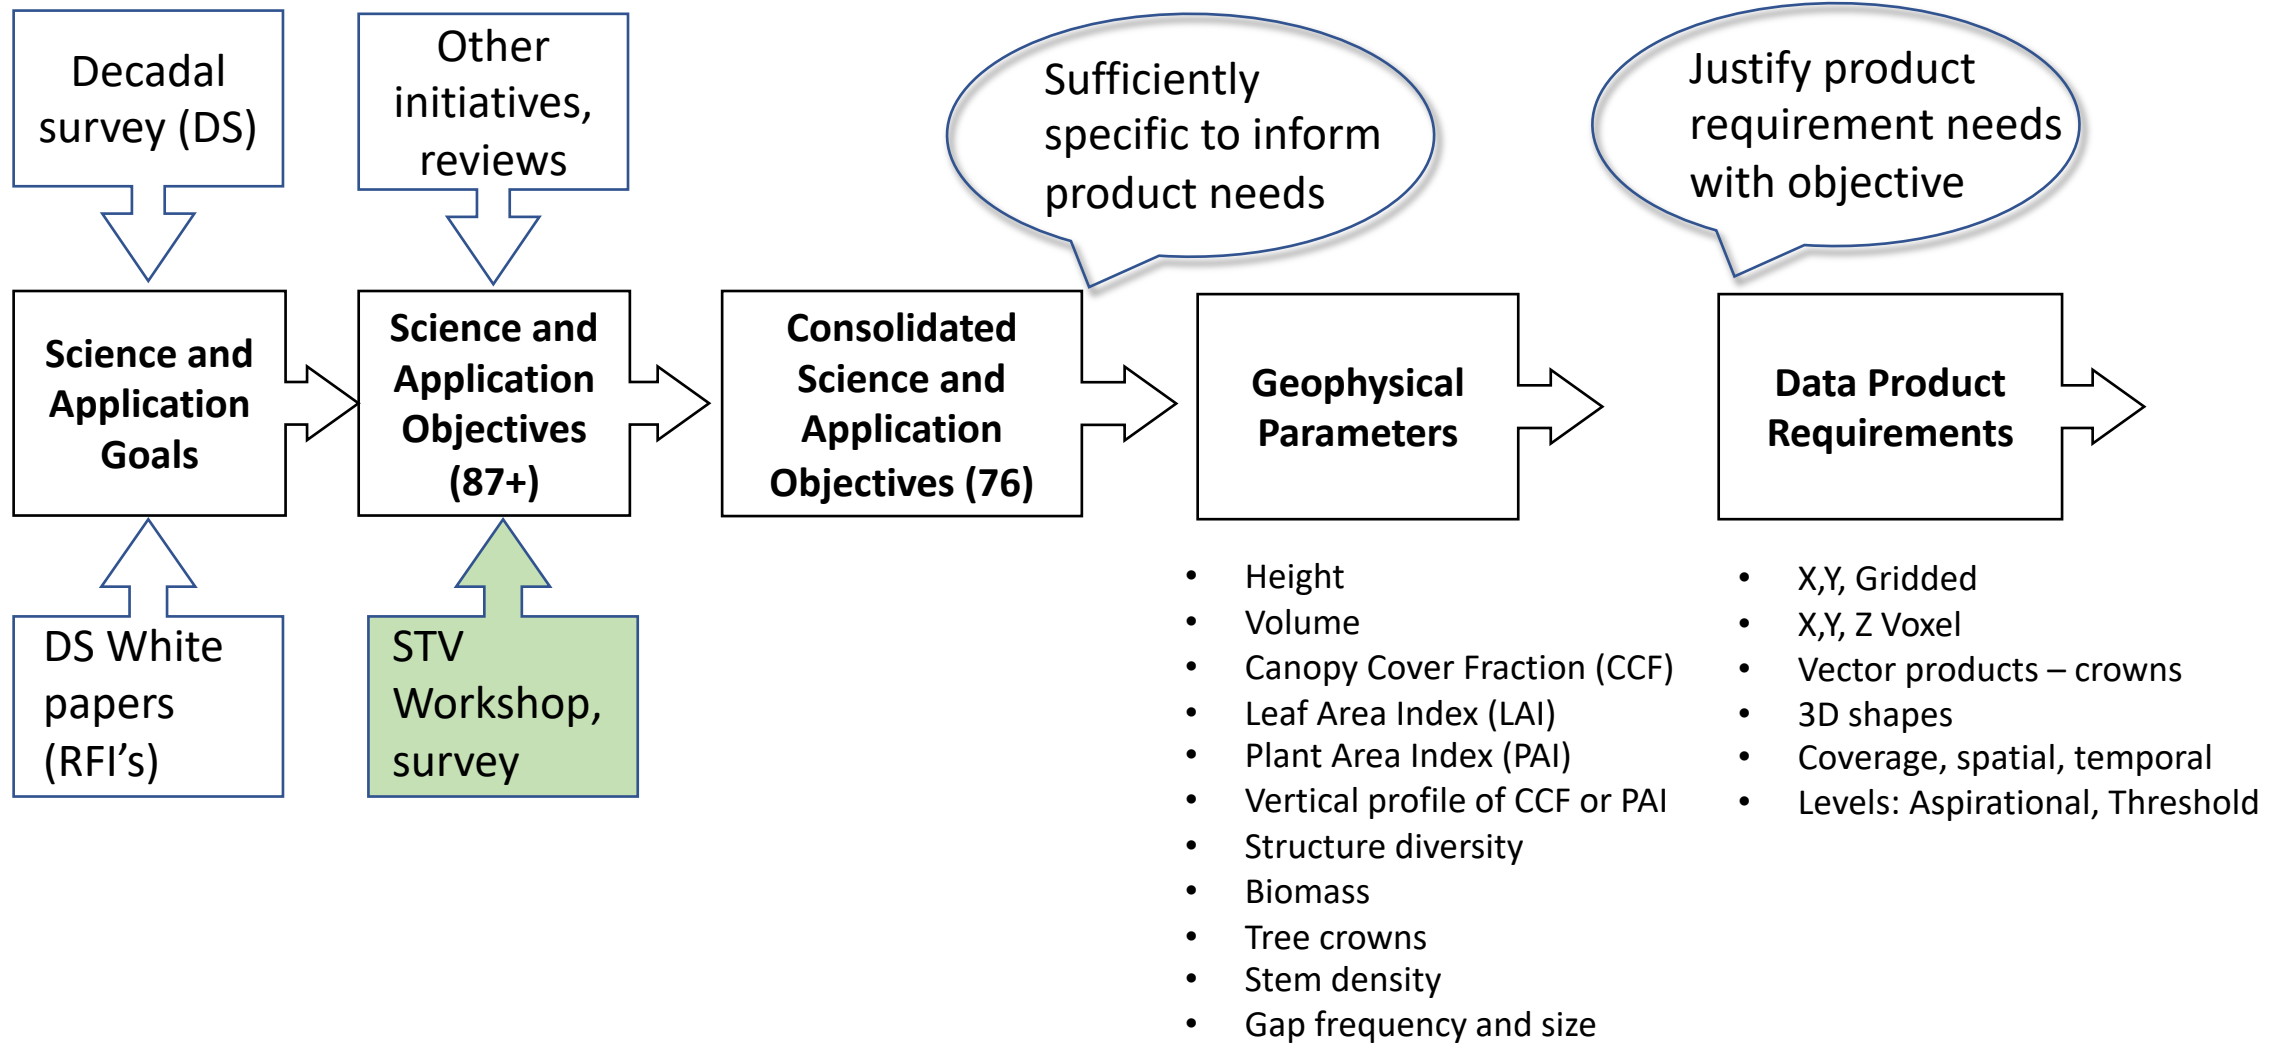 Decadal
survey (DS)
Other
initiatives,
reviews
Sufficiently
specific to inform
product needs
Justify product
requirement needs
with objective
Science and
Application
Goals
Science and
Application
Objectives
(87+)
Consolidated
Science and
Application
Objectives (76)
Geophysical
Parameters
Data Product
Requirements
DS White
papers
(RFI’s)
STV
Workshop,
survey
• Height
• Volume
• Canopy Cover Fraction (CCF)
• Leaf Area Index (LAI)
• Plant Area Index (PAI)
• Vertical profile of CCF or PAI
• Structure diversity
• Biomass
• Tree crowns
• Stem density
• Gap frequency and size
• X,Y, Gridded
• X,Y, Z Voxel
• Vector products – crowns
• 3D shapes
• Coverage, spatial, temporal
• Levels: Aspirational, Threshold